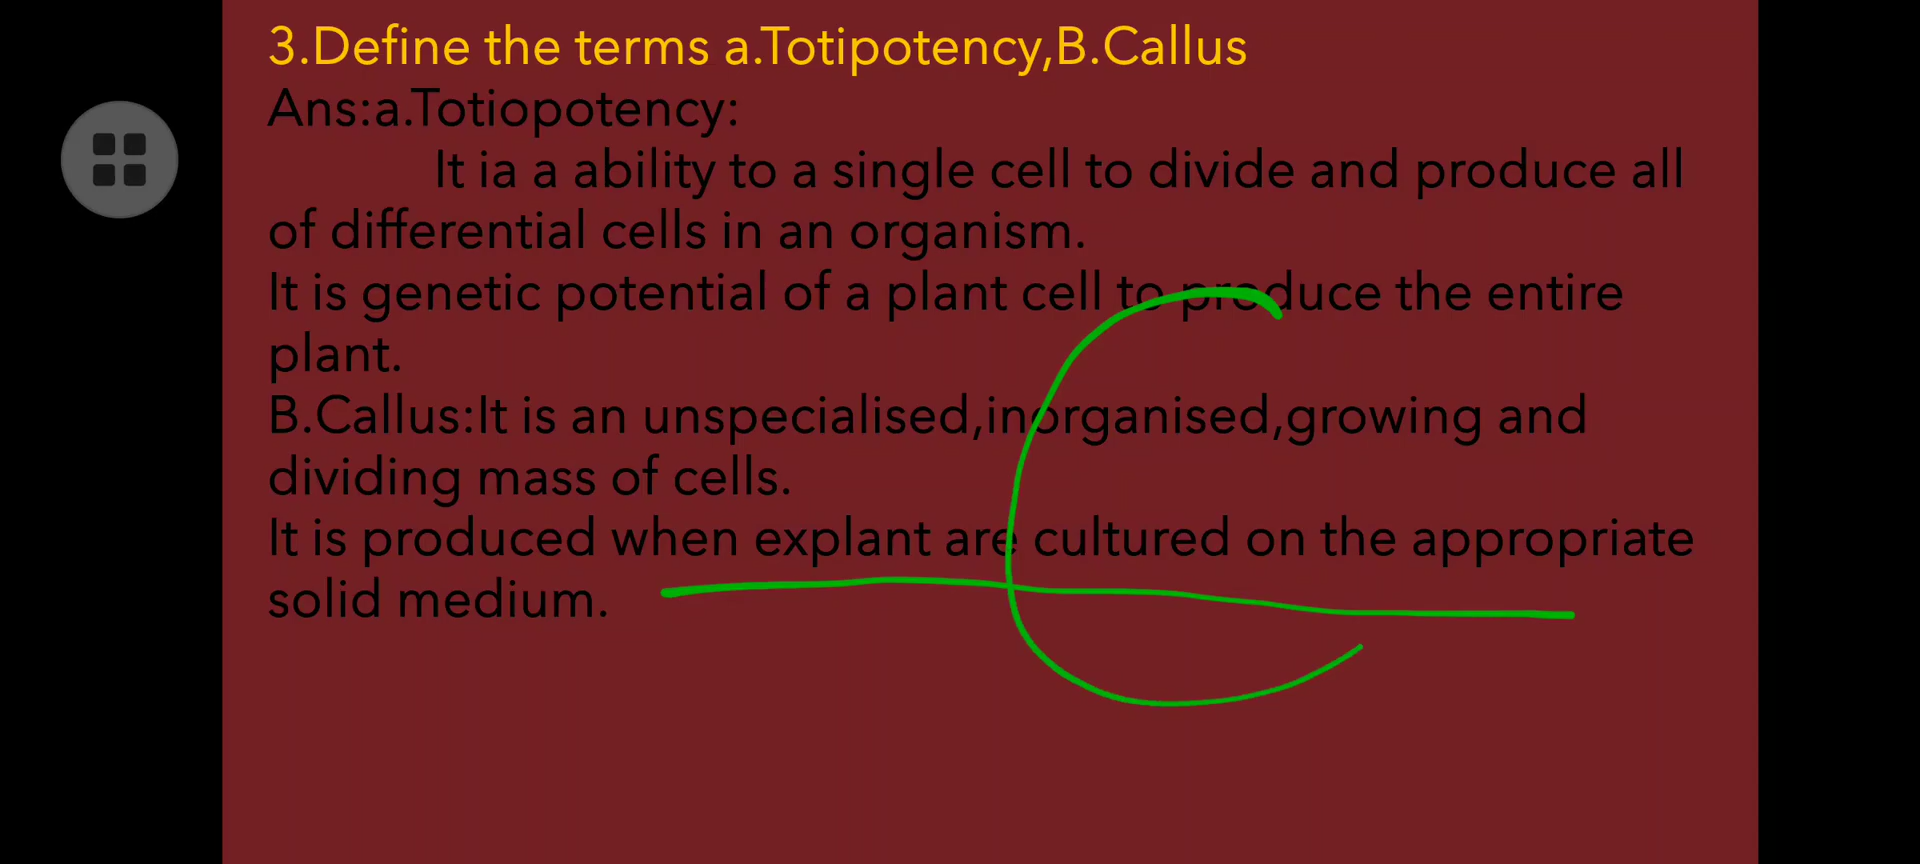 3.Define the terms a.Totipotency,B.Callus
Ans:a.Totiopotency:
It ia a ability to a single cell to divide and produce all
of differential cells in an organism.
It is genetic potential of a plant cell to produce the entire
plant.
B.Callus:It is an unspecialised,inorganised,growing and
dividing mass of cells.
It is produced when explant are cultured on the appropriate
solid medium.